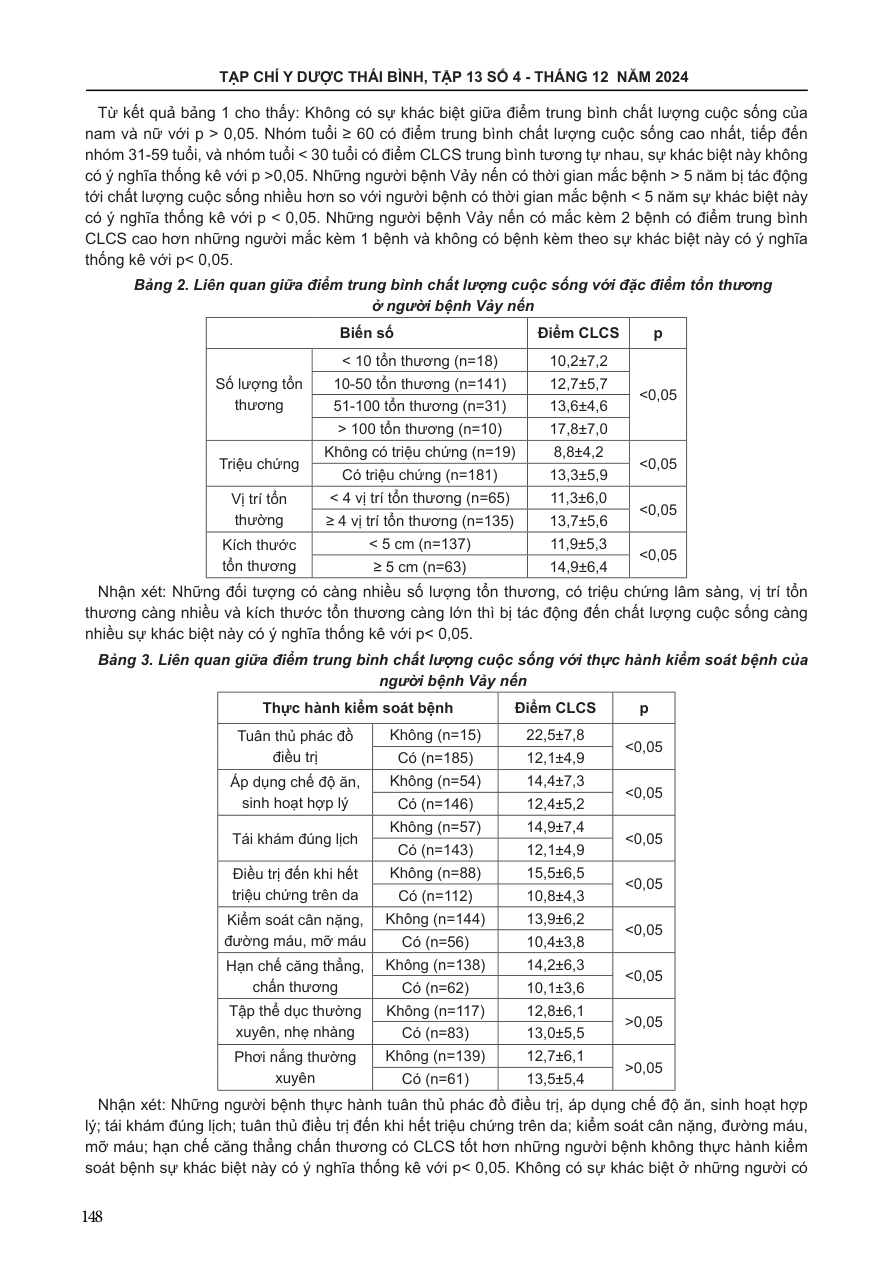 TẠP CHÍ Y DƯỢC THÁI BÌNH, TẬP 13 SỐ 4 - THÁNG 12 NĂM 2024
Từ kết quả bảng 1 cho thấy: Không có sự khác biệt giữa điểm trung bình chất lượng cuộc sống của
nam và nữ với p > 0,05. Nhóm tuổi ≥ 60 có điểm trung bình chất lượng cuộc sống cao nhất, tiếp đến
nhóm 31-59 tuổi, và nhóm tuổi < 30 tuổi có điểm CLCS trung bình tương tự nhau, sự khác biệt này không
có ý nghĩa thống kê với p >0,05. Những người bệnh Vảy nến có thời gian mắc bệnh > 5 năm bị tác động
tới chất lượng cuộc sống nhiều hơn so với người bệnh có thời gian mắc bệnh < 5 năm sự khác biệt này
có ý nghĩa thống kê với p < 0,05. Những người bệnh Vảy nến có mắc kèm 2 bệnh có điểm trung bình
CLCS cao hơn những người mắc kèm 1 bệnh và không có bệnh kèm theo sự khác biệt này có ý nghĩa
thống kê với p< 0,05.
Bảng 2. Liên quan giữa điểm trung bình chất lượng cuộc sống với đặc điểm tổn thương
ở người bệnh Vảy nến
Biến số Điểm CLCS p
Số lượng tổn
thương
< 10 tổn thương (n=18) 10,2±7,2
10-50 tổn thương (n=141) 12,7±5,7
51-100 tổn thương (n=31) 13,6±4,6
> 100 tổn thương (n=10) 17,8±7,0
<0,05
Triệu chứng
Không có triệu chứng (n=19) 8,8±4,2
Có triệu chứng (n=181) 13,3±5,9
<0,05
Vị trí tổn
thường
< 4 vị trí tổn thương (n=65) 11,3±6,0
≥ 4 vị trí tổn thương (n=135) 13,7±5,6
<0,05
Kích thước
tổn thương
< 5 cm (n=137) 11,9±5,3
≥ 5 cm (n=63) 14,9±6,4
<0,05
Nhận xét: Những đối tượng có càng nhiều số lượng tổn thương, có triệu chứng lâm sàng, vị trí tổn
thương càng nhiều và kích thước tổn thương càng lớn thì bị tác động đến chất lượng cuộc sống càng
nhiều sự khác biệt này có ý nghĩa thống kê với p< 0,05.
Bảng 3. Liên quan giữa điểm trung bình chất lượng cuộc sống với thực hành kiểm soát bệnh của
người bệnh Vảy nến
Thực hành kiểm soát bệnh Điểm CLCS p
Tuân thủ phác đồ
điều trị
Không (n=15) 22,5±7,8
Có (n=185) 12,1±4,9
<0,05
Áp dụng chế độ ăn,
sinh hoạt hợp lý
Không (n=54) 14,4±7,3
Có (n=146) 12,4±5,2
<0,05
Tái khám đúng lịch
Không (n=57) 14,9±7,4
Có (n=143) 12,1±4,9
<0,05
Điều trị đến khi hết
triệu chứng trên da
Không (n=88) 15,5±6,5
Có (n=112) 10,8±4,3
<0,05
Kiểm soát cân nặng,
đường máu, mỡ máu
Không (n=144) 13,9±6,2
Có (n=56) 10,4±3,8
<0,05
Hạn chế căng thẳng,
chấn thương
Không (n=138) 14,2±6,3
Có (n=62) 10,1±3,6
<0,05
Tập thể dục thường
xuyên, nhẹ nhàng
Không (n=117) 12,8±6,1
Có (n=83) 13,0±5,5
>0,05
Phơi nắng thường
xuyên
Không (n=139) 12,7±6,1
Có (n=61) 13,5±5,4
>0,05
Nhận xét: Những người bệnh thực hành tuân thủ phác đồ điều trị, áp dụng chế độ ăn, sinh hoạt hợp
lý; tái khám đúng lịch; tuân thủ điều trị đến khi hết triệu chứng trên da; kiểm soát cân nặng, đường máu,
mỡ máu; hạn chế căng thẳng chấn thương có CLCS tốt hơn những người bệnh không thực hành kiểm
soát bệnh sự khác biệt này có ý nghĩa thống kê với p< 0,05. Không có sự khác biệt ở những người có
148